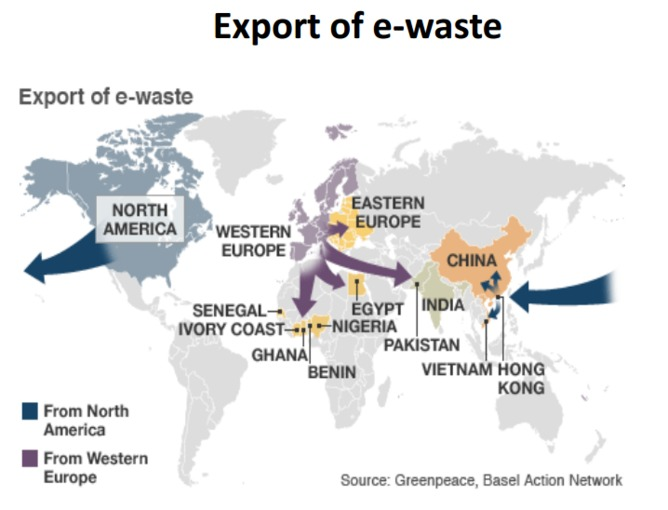 Export of e-waste
Export of e-waste
NORTH
AMERICA
WESTERN
EUROPE
EASTERN
EUROPE
CHINA
SENEGAL
IVORY COAST
GHANA
BENIN
NIGERIA
EGYPT
INDIA
PAKISTAN
VIETNAM
HONG
KONG
From North
America
From Western
Europe
Source: Greenpeace, Basel Action Network